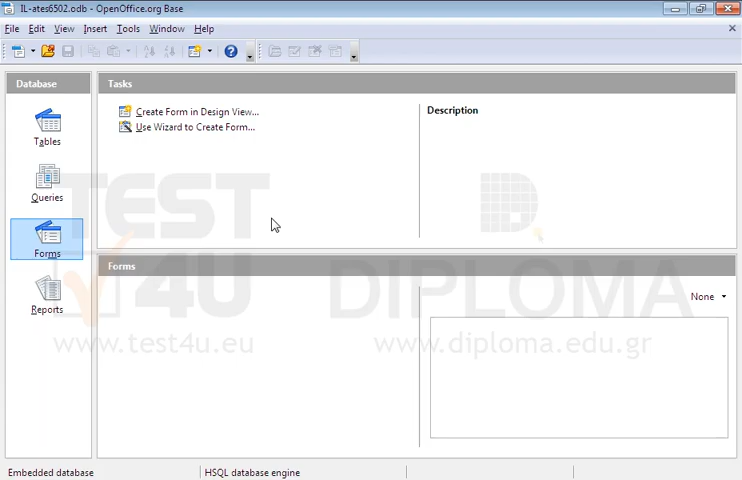 IL-ates6502.odb - OpenOffice.org Base
File Edit View Insert Tools Window Help
Database
Tasks
Tables
Queries
Forms
Reports
Create Form in Design View...
Use Wizard to Create Form...
Description
TEST
4U
www.test4u.eu
DIPLOMA
www.diploma.edu.gr
Forms
None
Embedded database
HSQL database engine